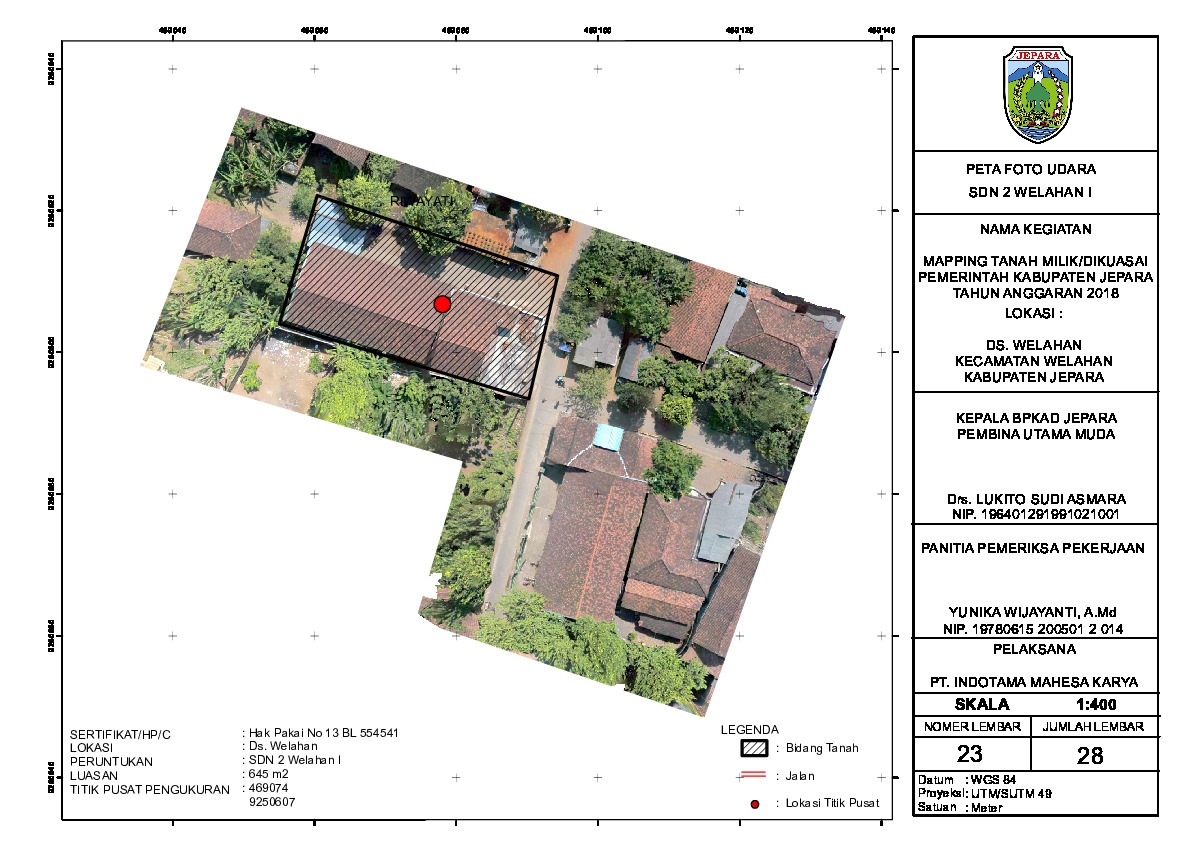 JEPARA
PETA FOTO UDARA
SDN 2 WELAHAN I
NAMA KEGIATAN
MAPPING TANAH MILIK/DIKUASAI
PEMERINTAH KABUPATEN JEPARA
TAHUN ANGGARAN 2018
LOKASI :
DS. WELAHAN
KECAMATAN WELAHAN
KABUPATEN JEPARA
KEPALA BPKAD JEPARA
PEMBINA UTAMA MUDA
Drs. LUKITO SUDI ASMARA
NIP. 196401291991021001
PANITIA PEMERIKSA PEKERJAAN
YUNIKA WIJAYANTI, A.Md
NIP. 19780615 200501 2 014
PELAKSANA
PT. INDOTAMA MAHESA KARYA
SKALA 1:400
NOMER LEMBAR JUMLAH LEMBAR
23 28
Datum : WGS 84
Proyeksi : UTM/SUTM 49
Satuan : Meter
SERTIFIKAT/HP/C : Hak Pakai No 13 BL 554541
LOKASI : Ds. Welahan
PERUNTUKAN : SDN 2 Welahan I
LUASAN : 645 m2
TITIK PUSAT PENGUKURAN : 469074
9250607
LEGENDA
: Bidang Tanah
: Jalan
: Lokasi Titik Pusat